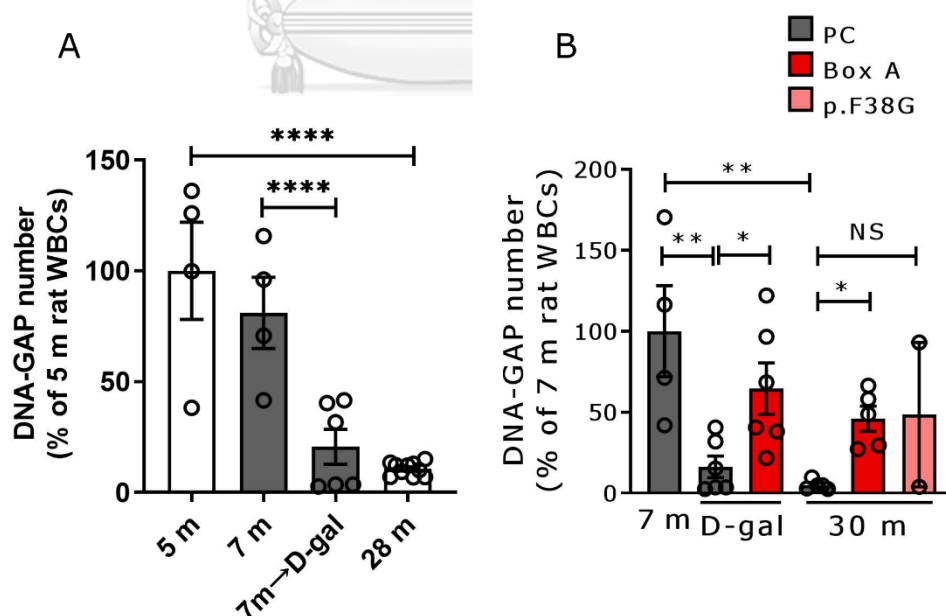 A
DNA-GAP number
(% of 5 m rat WBCs)
150
100
50
0
****
****
5 m
7 m
7m→D-gal
28 m
B
PC
Box A
p.F38G
DNA-GAP number
(% of 7 m rat WBCs)
200
150
100
50
0
**
** *
NS
*
7 m D-gal 30 m